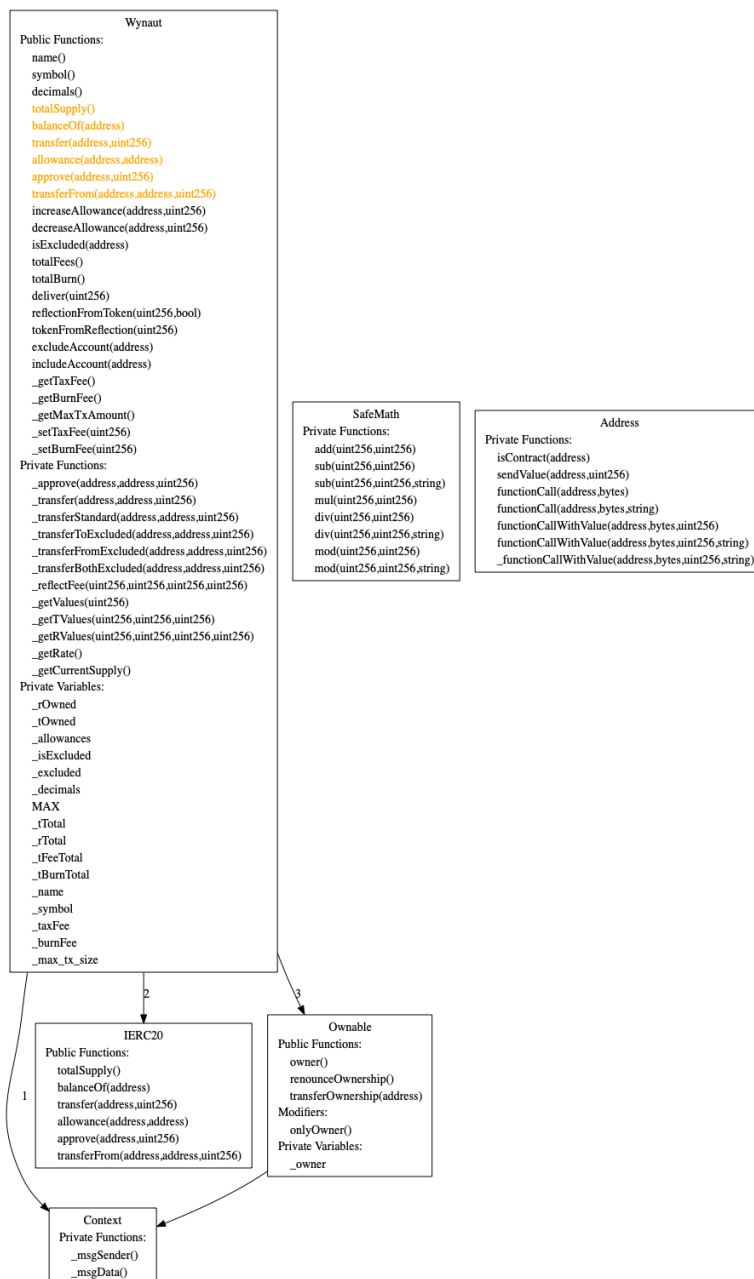 Wynaut
Public Functions:
name()
symbol()
decimals()
totalSupply()
balanceOf(address)
transfer(address,uint256)
allowance(address,address)
approve(address,uint256)
transferFrom(address,address,uint256)
increaseAllowance(address,uint256)
decreaseAllowance(address,uint256)
isExcluded(address)
totalFees()
totalBurn()
deliver(uint256)
reflectionFromToken(uint256,bool)
tokenFromReflection(uint256)
excludeAccount(address)
includeAccount(address)
_getTaxFee()
_getBurnFee()
_getMaxTxAmount()
_setTaxFee(uint256)
_setBurnFee(uint256)
Private Functions:
_approve(address,address,uint256)
_transfer(address,address,uint256)
_transferStandard(address,address,uint256)
_transferToExcluded(address,address,uint256)
_transferFromExcluded(address,address,uint256)
_transferBothExcluded(address,address,uint256)
_reflectFee(uint256,uint256,uint256,uint256)
_getValues(uint256)
_getTValues(uint256,uint256,uint256)
_getRValues(uint256,uint256,uint256,uint256)
_getRate()
_getCurrentSupply()
Private Variables:
_rOwned
_tOwned
_allowances
_isExcluded
_excluded
_decimals
MAX
_tTotal
_rTotal
_tFeeTotal
_tBurnTotal
_name
_symbol
_taxFee
_burnFee
_max_tx_size
SafeMath
Private Functions:
add(uint256,uint256)
sub(uint256,uint256)
sub(uint256,uint256,string)
mul(uint256,uint256)
div(uint256,uint256)
div(uint256,uint256,string)
mod(uint256,uint256)
mod(uint256,uint256,string)
Address
Private Functions:
isContract(address)
sendValue(address,uint256)
functionCall(address,bytes)
functionCall(address,bytes,string)
functionCallWithValue(address,bytes,uint256)
functionCallWithValue(address,bytes,uint256,string)
_functionCallWithValue(address,bytes,uint256,string)
1
2
3
IERC20
Public Functions:
totalSupply()
balanceOf(address)
transfer(address,uint256)
allowance(address,address)
approve(address,uint256)
transferFrom(address,address,uint256)
Ownable
Public Functions:
owner()
renounceOwnership()
transferOwnership(address)
Modifiers:
onlyOwner()
Private Variables:
_owner
Context
Private Functions:
_msgSender()
_msgData()